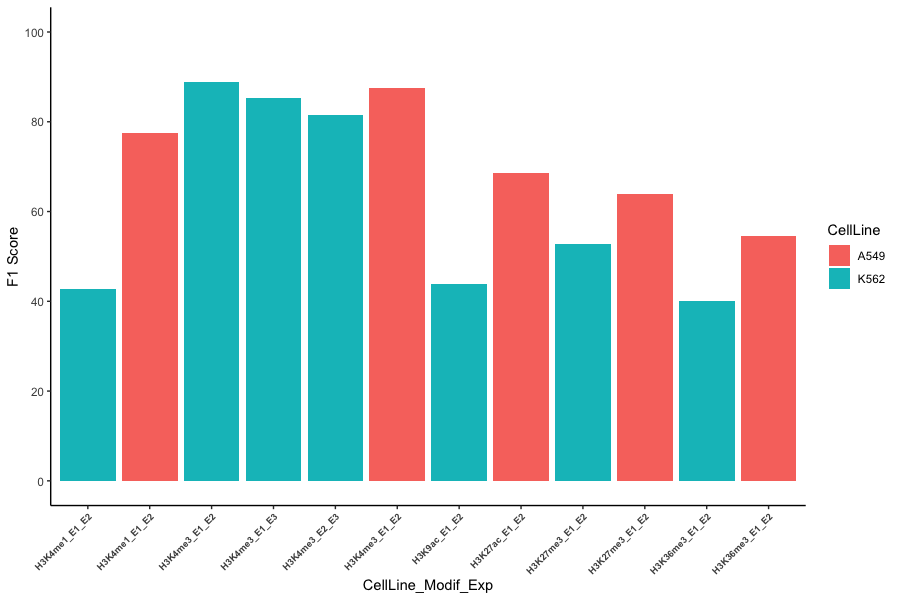 100
80
60
40
20
0
F1 Score
H3K4me1_E1_E2
H3K4me1_E1_E2
H3K4me3_E1_E2
H3K4me3_E1_E3
H3K4me3_E2_E3
H3K4me3_E1_E2
H3K9ac_E1_E2
H3K27ac_E1_E2
H3K27me3_E1_E2
H3K27me3_E1_E2
H3K36me3_E1_E2
H3K36me3_E1_E2
CellLine_Modif_Exp
CellLine
A549
K562